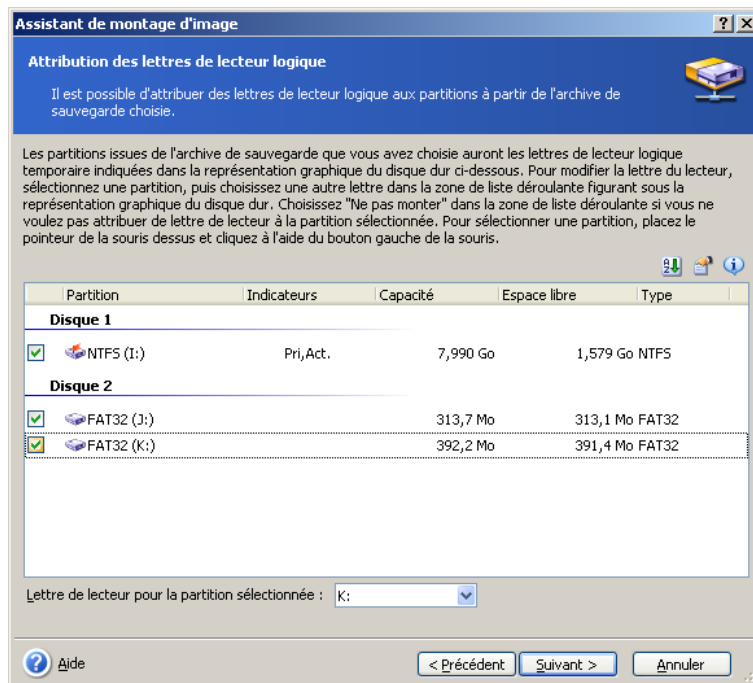 Assistant de montage d'image
Attribution des lettres de lecteur logique
Il est possible d'attribuer des lettres de lecteur logique aux partitions à partir de l'archive de
sauvegarde choisie.
Les partitions issues de l'archive de sauvegarde que vous avez choisie auront les lettres de lecteur logique
temporaire indiquées dans la représentation graphique du disque dur ci-dessous. Pour modifier la lettre du lecteur,
sélectionnez une partition, puis choisissez une autre lettre dans la zone de liste déroulante figurant sous la
représentation graphique du disque dur. Choisissez "Ne pas monter" dans la zone de liste déroulante si vous ne
voulez pas attribuer de lettre de lecteur à la partition sélectionnée. Pour sélectionner une partition, placez le
pointeur de la souris dessus et cliquez à l'aide du bouton gauche de la souris.
Partition Indicateurs Capacité Espace libre Type
Disque 1
NTFS (I:) Pri,Act. 7,990 Go 1,579 Go NTFS
Disque 2
FAT32 (J:) 313,7 Mo 313,1 Mo FAT32
FAT32 (K:) 392,2 Mo 391,4 Mo FAT32
Lettre de lecteur pour la partition sélectionnée : K:
Aide < Précédent Suivant > Annuler